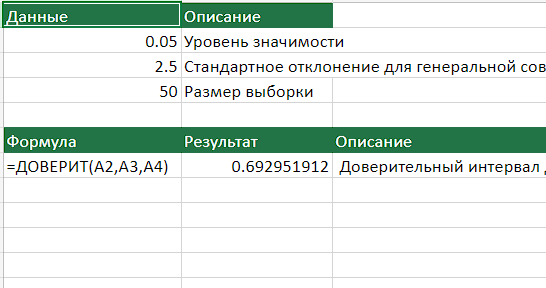 Данные Описание
0.05 Уровень значимости
2.5 Стандартное отклонение для генеральной сов
50 Размер выборки
Формула Результат Описание
=ДОВЕРИТ(A2,A3,A4) 0.692951912 Доверительный интервал